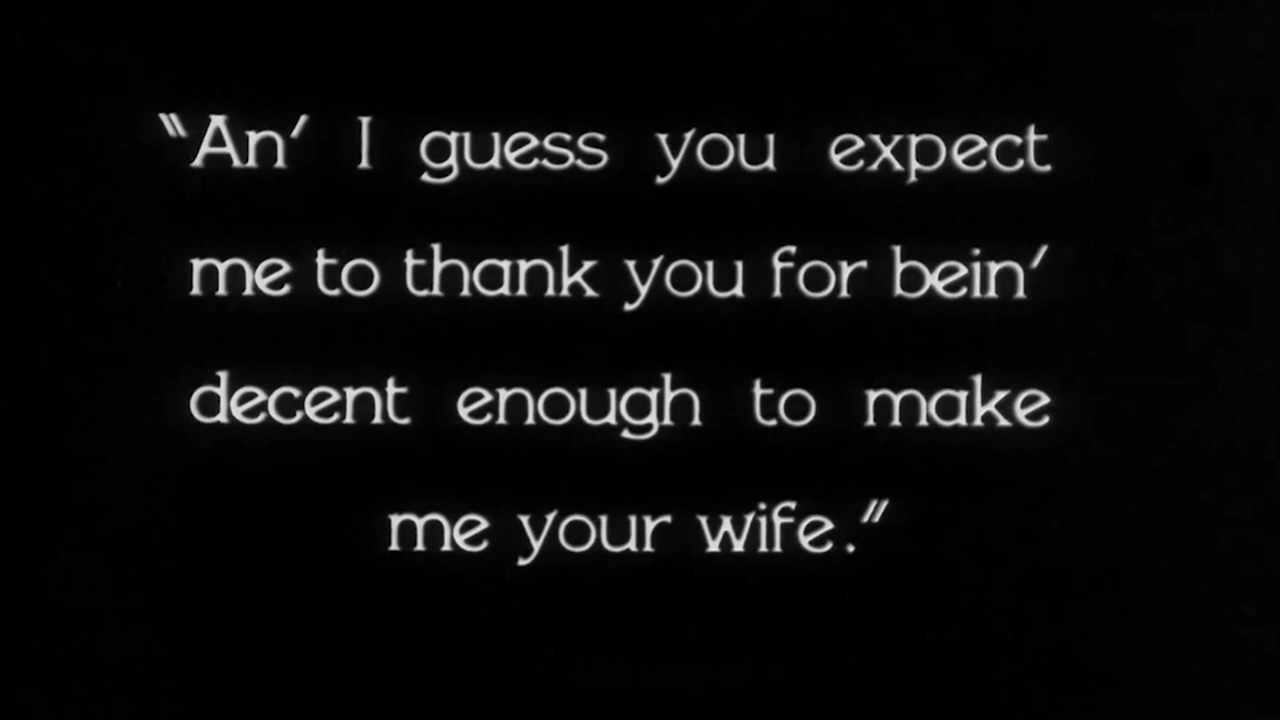 “An’ I guess you expect
me to thank you for bein’
decent enough to make
me your wife.”